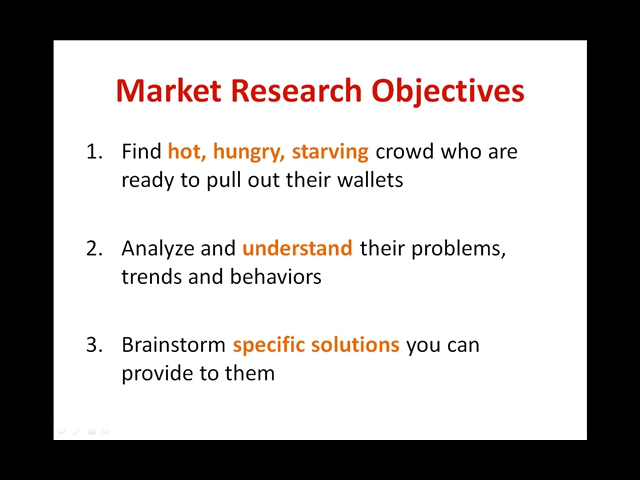 Market Research Objectives
1. Find hot, hungry, starving crowd who are
ready to pull out their wallets
2. Analyze and understand their problems,
trends and behaviors
3. Brainstorm specific solutions you can
provide to them